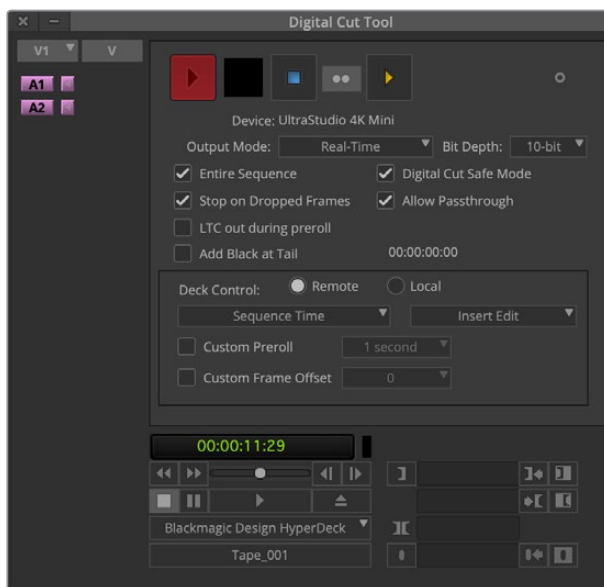 Digital Cut Tool
V1 V
A1
A2
Device: UltraStudio 4K Mini
Output Mode: Real-Time Bit Depth: 10-bit
Entire Sequence Digital Cut Safe Mode
Stop on Dropped Frames Allow Passthrough
LTC out during preroll
Add Black at Tail 00:00:00:00
Deck Control: Remote Local
Sequence Time Insert Edit
Custom Preroll 1 second
Custom Frame Offset 0
00:00:11:29
Blackmagic Design HyperDeck
Tape_001